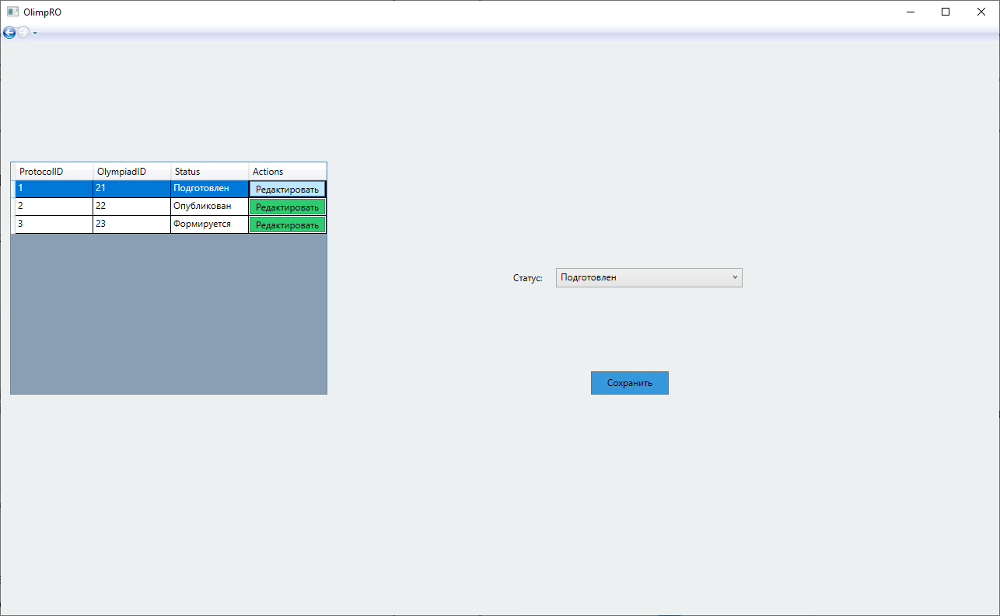 OlimpRO
ProtocolID OlympiadID Status Actions
1 21 Подготовлен Редактировать
2 22 Опубликован Редактировать
3 23 Формируется Редактировать
Статус: Подготовлен
Сохранить